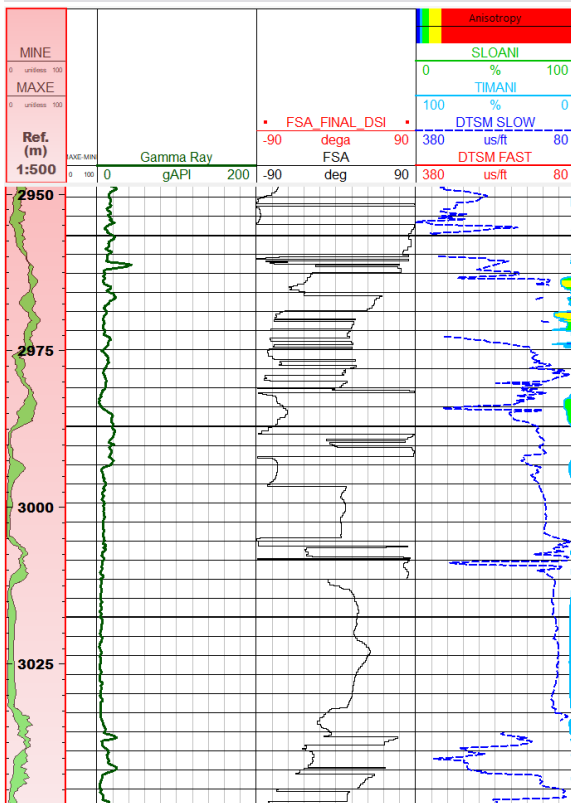 Anisotropy
MINE
0 unitless 100
MAXE
0 unitless 100
Ref.
(m)
1:500
0 100
Gamma Ray
0 gAPI 200
FSA_FINAL_DSI
-90 dega 90
FSA
-90 deg 90
SLOANI
0 % 100
TIMANI
100 % 0
DTSM SLOW
380 us/ft 80
DTSM FAST
380 us/ft 80
2950
2975
3000
3025